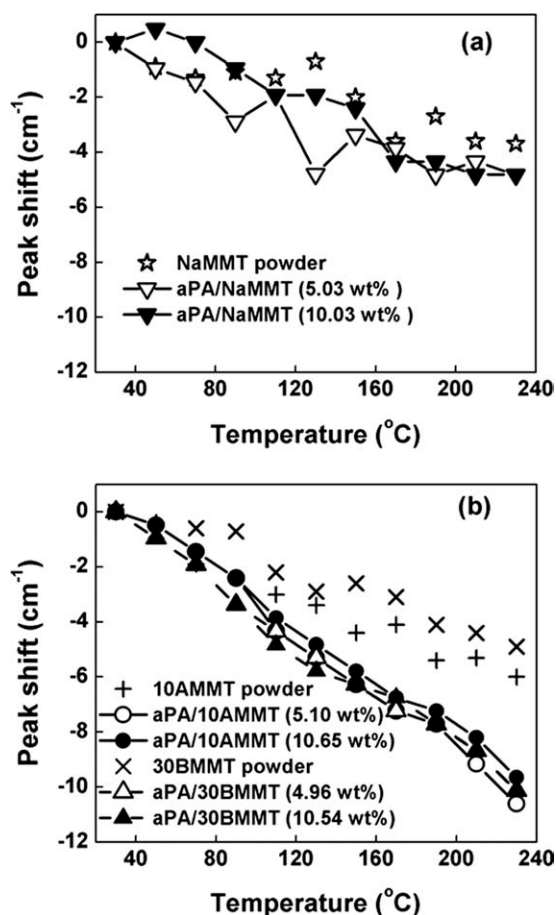 (a)
0
-2
-4
-6
-8
-10
-12
Peak shift (cm-1)
NaMMT powder
aPA/NaMMT (5.03 wt% )
aPA/NaMMT (10.03 wt% )
40 80 120 160 200 240
Temperature (oC)
(b)
0
-2
-4
-6
-8
-10
-12
Peak shift (cm-1)
10AMMT powder
aPA/10AMMT (5.10 wt%)
aPA/10AMMT (10.65 wt%)
30BMMT powder
aPA/30BMMT (4.96 wt%)
aPA/30BMMT (10.54 wt%)
40 80 120 160 200 240
Temperature (oC)